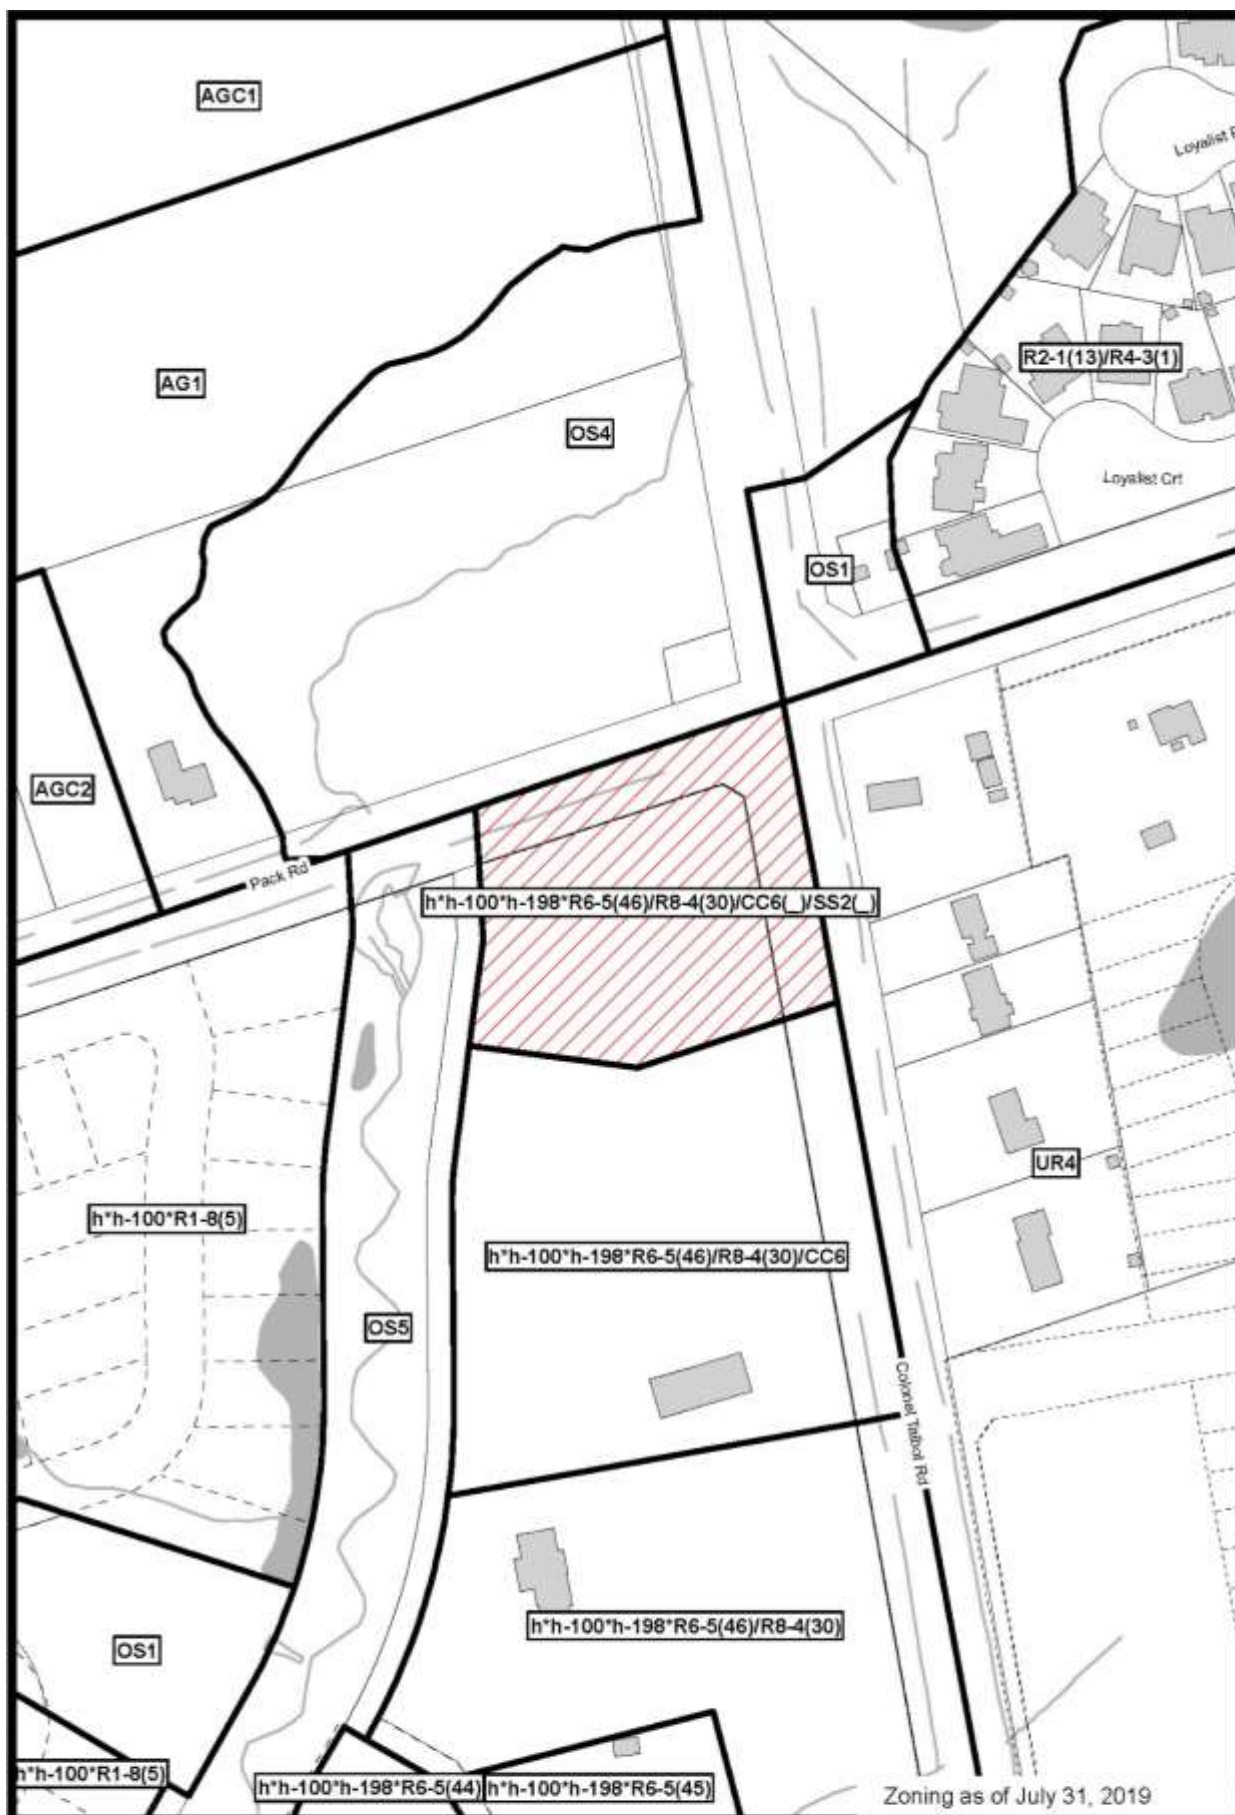 AGC1
Loyalist
R2-1(13)/R4-3(1)
AG1
OS4
Loyalist Crt
OS1
AGC2
Pack Rd
h*h-100*h-198*R6-5(46)/R8-4(30)/CC6(_)/SS2(_)
UR4
h*h-100*R1-8(5)
h*h-100*h-198*R6-5(46)/R8-4(30)/CC6
OS5
Colonel Talbot Rd
h*h-100*h-198*R6-5(46)/R8-4(30)
OS1
h*h-100*R1-8(5)
h*h-100*h-198*R6-5(44)
h*h-100*h-198*R6-5(45)
Zoning as of July 31, 2019